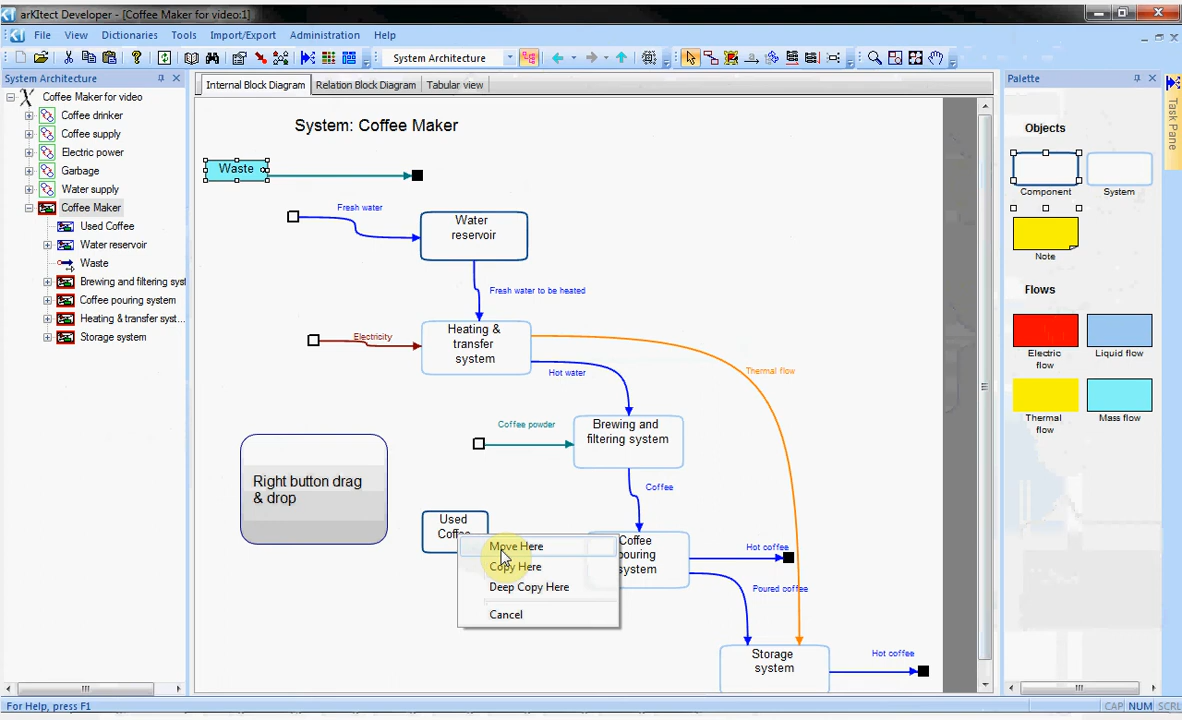 arKItect Developer - [Coffee Maker for video:1]
File View Dictionaries Tools Import/Export Administration Help
System Architecture
System Architecture
Coffee Maker for video
Coffee drinker
Coffee supply
Electric power
Garbage
Water supply
Coffee Maker
Used Coffee
Water reservoir
Waste
Brewing and filtering syst
Coffee pouring system
Heating & transfer syst...
Storage system
Internal Block Diagram Relation Block Diagram Tabular view
System: Coffee Maker
Waste
Fresh water
Water
reservoir
Fresh water to be heated
Electricity
Heating &
transfer
system
Thermal flow
Hot water
Coffee powder
Brewing and
filtering system
Coffee
Right button drag
& drop
Used
Coffee
Move Here
Copy Here
Deep Copy Here
Cancel
Coffee
pouring
system
Hot coffee
Poured coffee
Storage
system
Hot coffee
Palette
Objects
Component System
Note
Flows
Electric
flow
Liquid flow
Thermal
flow
Mass flow
Task Pane
For Help, press F1
CAP NUM SCRL